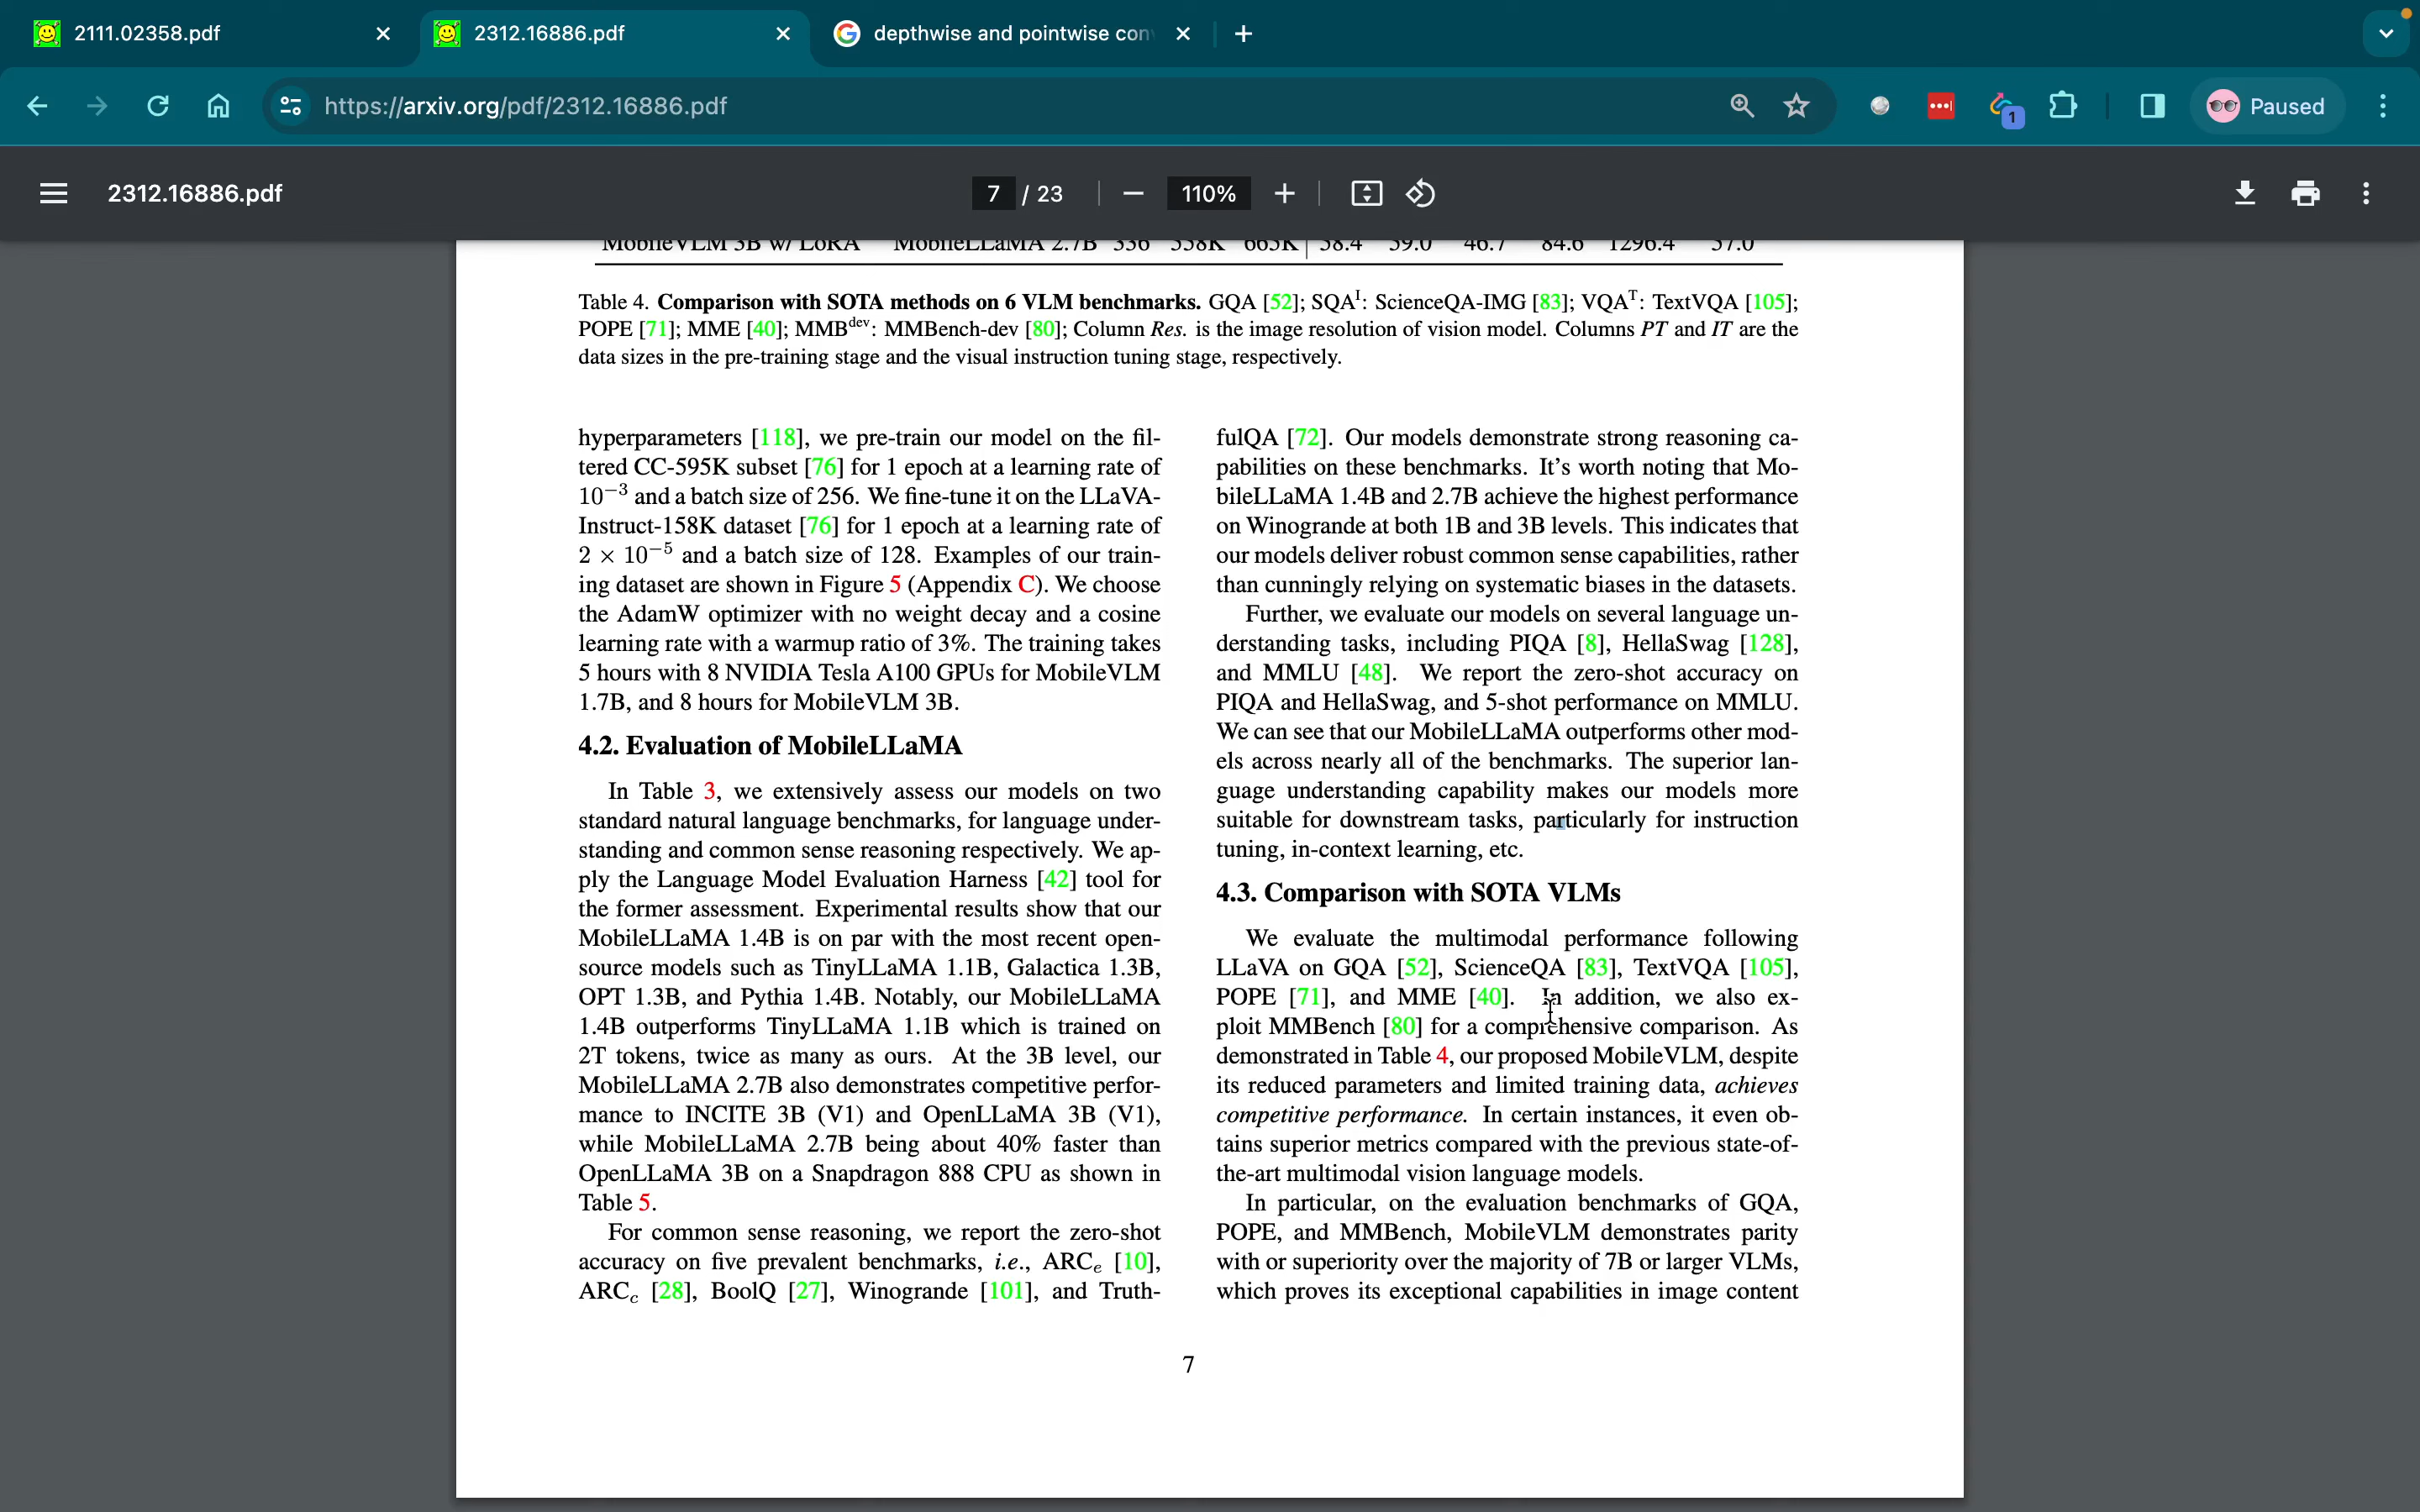 2111.02358.pdf
2312.16886.pdf
depthwise and pointwise con
https://arxiv.org/pdf/2312.16886.pdf
1
Paused
2312.16886.pdf
7 / 23
110%
MobileVLM 3B w/ LoRA MobileLLaMA 2.7B 336 558K 665K 58.4 59.0 46.7 84.6 1296.4 57.0
Table 4. Comparison with SOTA methods on 6 VLM benchmarks. GQA [52]; SQAI: ScienceQA-IMG [83]; VQAT: TextVQA [105];
POPE [71]; MME [40]; MMBdev: MMBench-dev [80]; Column Res. is the image resolution of vision model. Columns PT and IT are the
data sizes in the pre-training stage and the visual instruction tuning stage, respectively.
hyperparameters [118], we pre-train our model on the fil-
tered CC-595K subset [76] for 1 epoch at a learning rate of
10−3 and a batch size of 256. We fine-tune it on the LLaVA-
Instruct-158K dataset [76] for 1 epoch at a learning rate of
2 × 10−5 and a batch size of 128. Examples of our train-
ing dataset are shown in Figure 5 (Appendix C). We choose
the AdamW optimizer with no weight decay and a cosine
learning rate with a warmup ratio of 3%. The training takes
5 hours with 8 NVIDIA Tesla A100 GPUs for MobileVLM
1.7B, and 8 hours for MobileVLM 3B.
4.2. Evaluation of MobileLLaMA
In Table 3, we extensively assess our models on two
standard natural language benchmarks, for language under-
standing and common sense reasoning respectively. We ap-
ply the Language Model Evaluation Harness [42] tool for
the former assessment. Experimental results show that our
MobileLLaMA 1.4B is on par with the most recent open-
source models such as TinyLLaMA 1.1B, Galactica 1.3B,
OPT 1.3B, and Pythia 1.4B. Notably, our MobileLLaMA
1.4B outperforms TinyLLaMA 1.1B which is trained on
2T tokens, twice as many as ours. At the 3B level, our
MobileLLaMA 2.7B also demonstrates competitive perfor-
mance to INCITE 3B (V1) and OpenLLaMA 3B (V1),
while MobileLLaMA 2.7B being about 40% faster than
OpenLLaMA 3B on a Snapdragon 888 CPU as shown in
Table 5.
For common sense reasoning, we report the zero-shot
accuracy on five prevalent benchmarks, i.e., ARCe [10],
ARCc [28], BoolQ [27], Winogrande [101], and Truth-
fulQA [72]. Our models demonstrate strong reasoning ca-
pabilities on these benchmarks. It's worth noting that Mo-
bileLLaMA 1.4B and 2.7B achieve the highest performance
on Winogrande at both 1B and 3B levels. This indicates that
our models deliver robust common sense capabilities, rather
than cunningly relying on systematic biases in the datasets.
Further, we evaluate our models on several language un-
derstanding tasks, including PIQA [8], HellaSwag [128],
and MMLU [48]. We report the zero-shot accuracy on
PIQA and HellaSwag, and 5-shot performance on MMLU.
We can see that our MobileLLaMA outperforms other mod-
els across nearly all of the benchmarks. The superior lan-
guage understanding capability makes our models more
suitable for downstream tasks, particularly for instruction
tuning, in-context learning, etc.
4.3. Comparison with SOTA VLMs
We evaluate the multimodal performance following
LLaVA on GQA [52], ScienceQA [83], TextVQA [105],
POPE [71], and MME [40]. In addition, we also ex-
ploit MMBench [80] for a comprehensive comparison. As
demonstrated in Table 4, our proposed MobileVLM, despite
its reduced parameters and limited training data, achieves
competitive performance. In certain instances, it even ob-
tains superior metrics compared with the previous state-of-
the-art multimodal vision language models.
In particular, on the evaluation benchmarks of GQA,
POPE, and MMBench, MobileVLM demonstrates parity
with or superiority over the majority of 7B or larger VLMs,
which proves its exceptional capabilities in image content
7